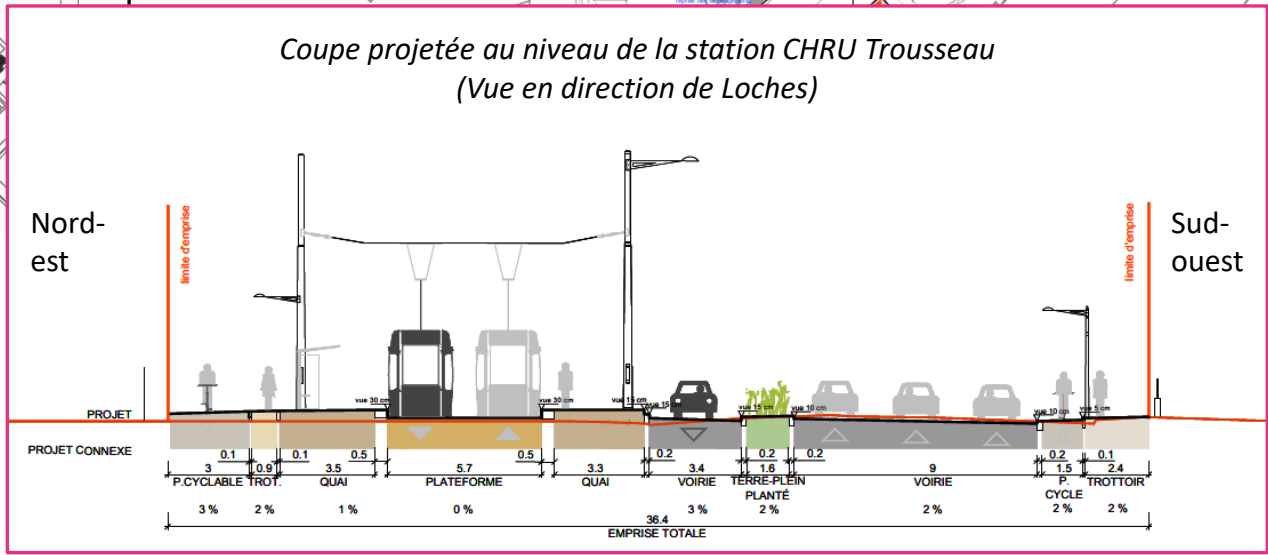 Coupe projetée au niveau de la station CHRU Trousseau
(Vue en direction de Loches)
Nord-
est
Sud-
ouest
limite d'emprise
limite d'emprise
vue 30 cm
vue 30 cm
vue 15 cm
vue 15
vue 15 cm
vue 10 cm
vue 10 cm
vue 5 cm
PROJET
PROJET CONNEXE
0.1 0.1 0.5 0.5 0.2 0.2 0.2 0.2 0.1
3 0.9 3.5 5.7 3.3 3.4 1.6 9 1.5 2.4
P.CYCLABLE TROT. QUAI PLATEFORME QUAI VOIRIE TERRE-PLEIN VOIRIE P. TROTTOIR
PLANTÉ CYCLE
3 % 2 % 1 % 0 % 3 % 2 % 2 % 2 % 2 %
36.4
EMPRISE TOTALE